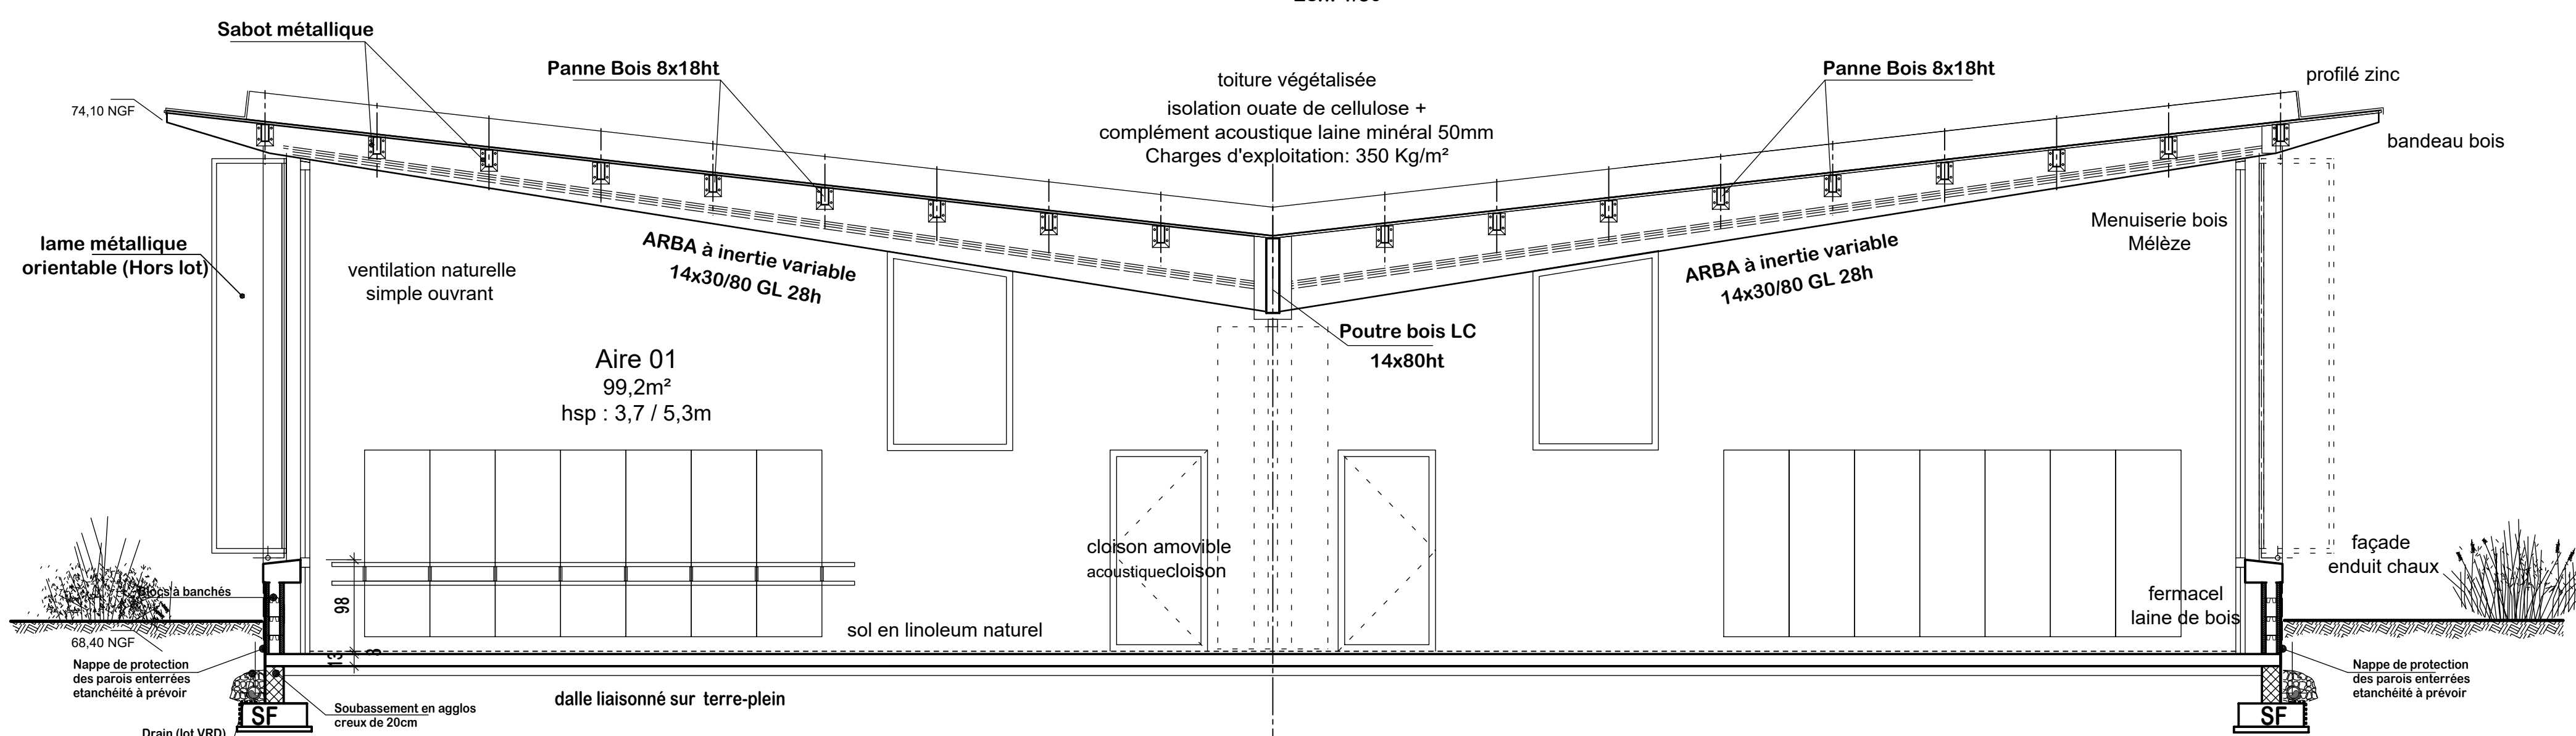 Sabot métallique
Panne Bois 8x18ht
toiture végétalisée
isolation ouate de cellulose +
complément acoustique laine minéral 50mm
Charges d'exploitation: 350 Kg/m²
Panne Bois 8x18ht
profilé zinc
74,10 NGF
bandeau bois
lame métallique
orientable (Hors lot)
ventilation naturelle
simple ouvrant
ARBA à inertie variable
14x30/80 GL 28h
ARBA à inertie variable
14x30/80 GL 28h
Menuiserie bois
Mélèze
Poutre bois LC
14x80ht
Aire 01
99,2m²
hsp : 3,7 / 5,3m
cloison amovible
acoustiquecloison
façade
enduit chaux
Blocs à banchés
98
fermacel
laine de bois
sol en linoleum naturel
68,40 NGF
13
3
Nappe de protection
des parois enterrées
etanchéité à prévoir
Nappe de protection
des parois enterrées
etanchéité à prévoir
dalle liaisonné sur terre-plein
Soubassement en agglos
creux de 20cm
SF
SF
Drain (lot VRD)